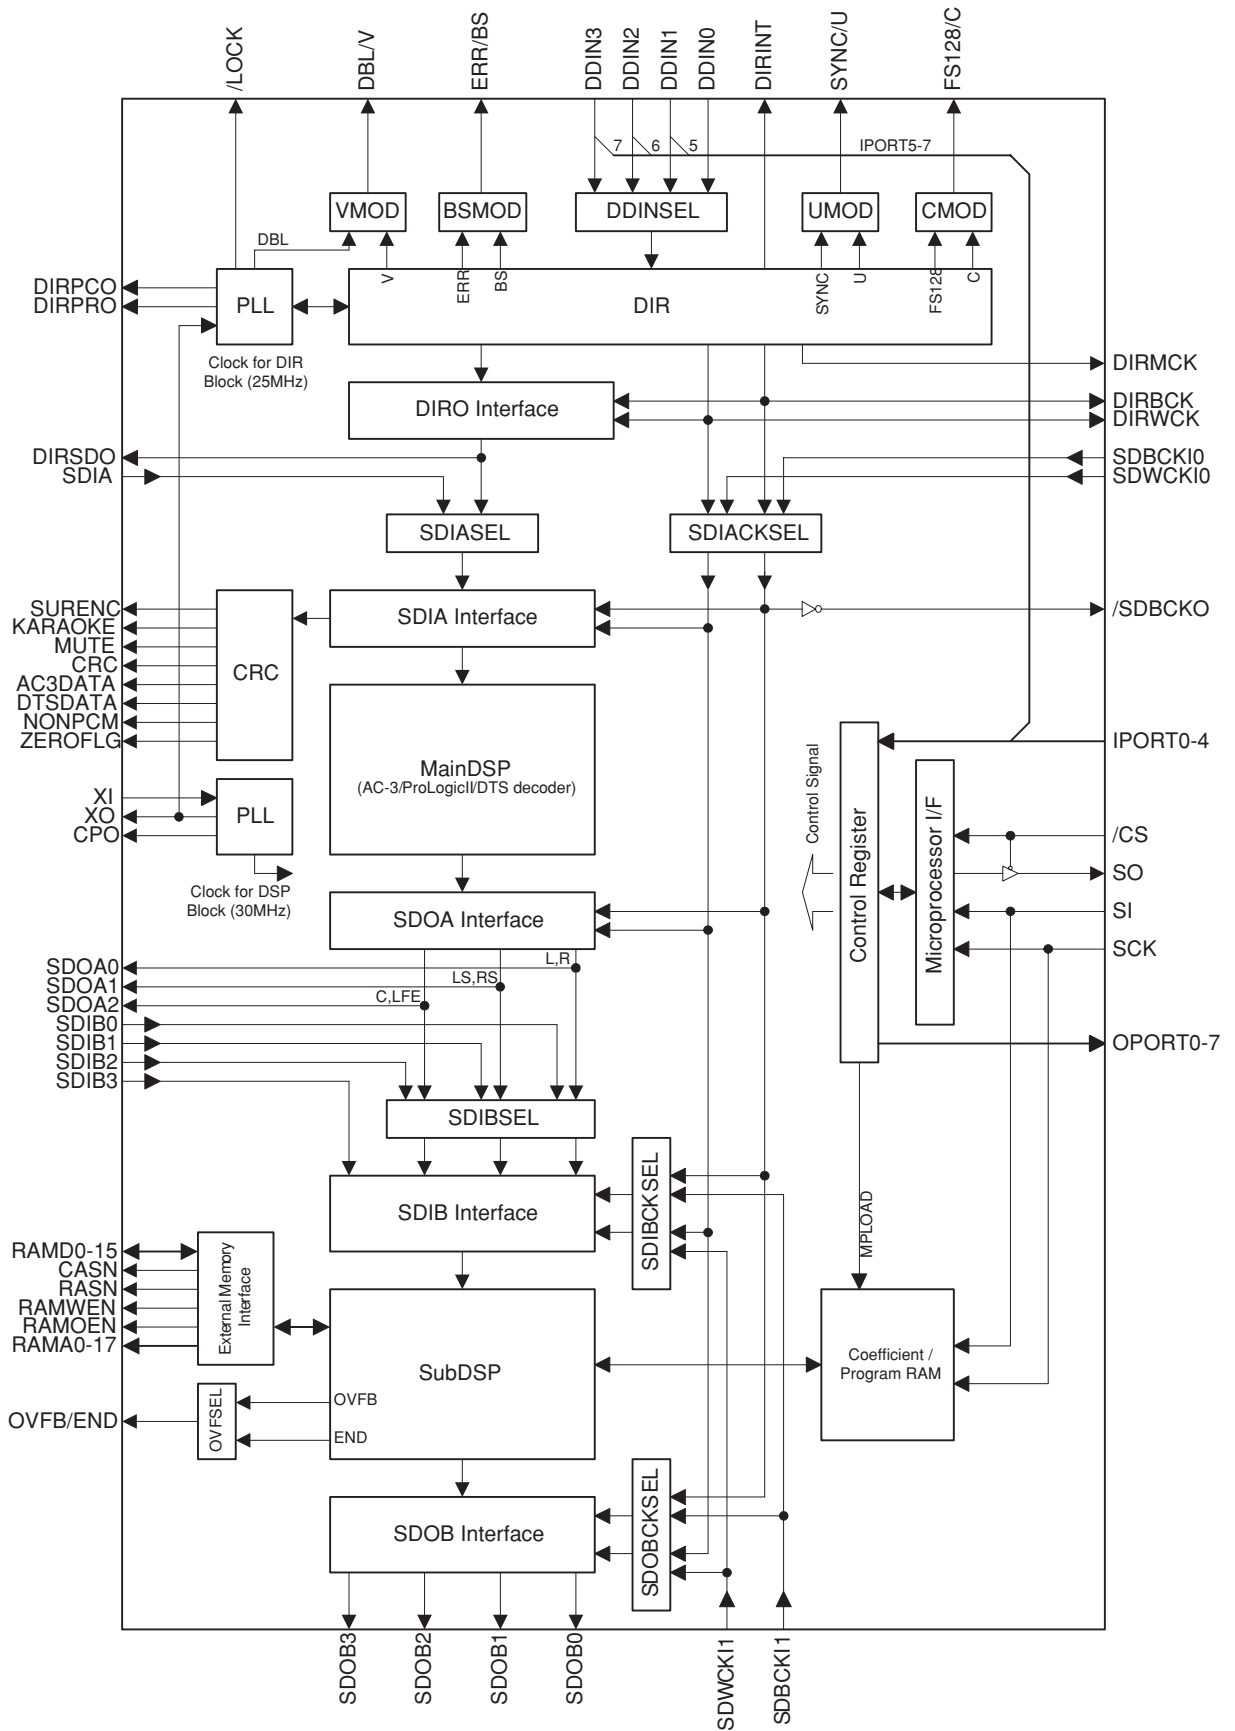 /LOCK
DBL/V
ERR/BS
DDIN3
DDIN2
DDIN1
DDIN0
DIRINT
SYNC/U
FS128/C
7
6
5
IPORT5-7
VMOD
BSMOD
DDINSEL
UMOD
CMOD
DBL
V
ERR
BS
SYNC
U
FS128
C
DIRPCO
DIRPRO
PLL
DIR
Clock for DIR
Block (25MHz)
DIRMCK
DIRO Interface
DIRBCK
DIRWCK
DIRSDO
SDIA
SDBCKI0
SDWCKI0
SDIASEL
SDIACKSEL
SURENC
KARAOKE
MUTE
CRC
AC3DATA
DTSDATA
NONPCM
ZEROFLG
CRC
SDIA Interface
/SDBCKO
MainDSP
(AC-3/ProLogicII/DTS decoder)
IPORT0-4
Control Signal
Control Register
Microprocessor I/F
XI
XO
CPO
PLL
Clock for DSP
Block (30MHz)
/CS
SO
SI
SCK
SDOA Interface
L,R
LS,RS
C,LFE
SDOA0
SDOA1
SDOA2
SDIB0
SDIB1
SDIB2
SDIB3
OPORT0-7
SDIBSEL
SDIB Interface
SDIBCKSEL
MPLOAD
RAMD0-15
CASN
RASN
RAMWEN
RAMOEN
RAMA0-17
External Memory
Interface
SubDSP
Coefficient /
Program RAM
OVFB/END
OVFSEL
OVFB
END
SDOB Interface
SDOBCKSEL
SDOB3
SDOB2
SDOB1
SDOB0
SDWCKI1
SDBCKI1